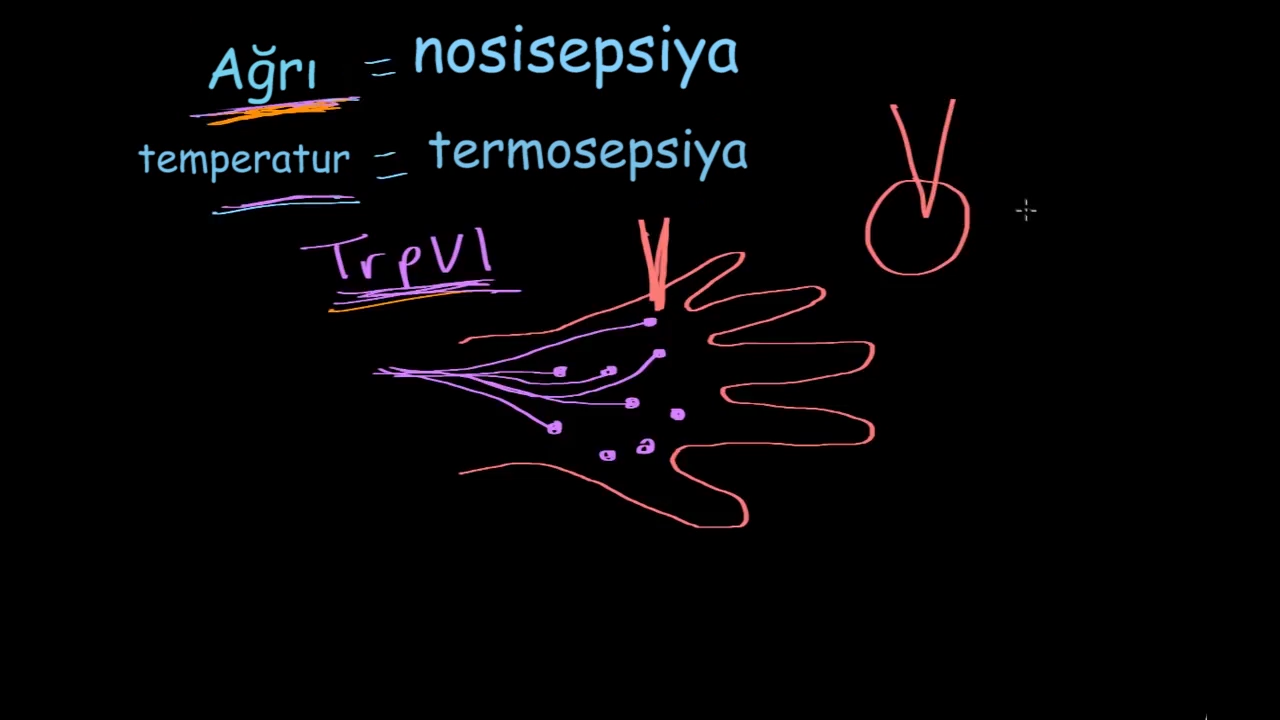 Ağrı = nosisepsiya
temperatur = termosepsiya
TrpV1